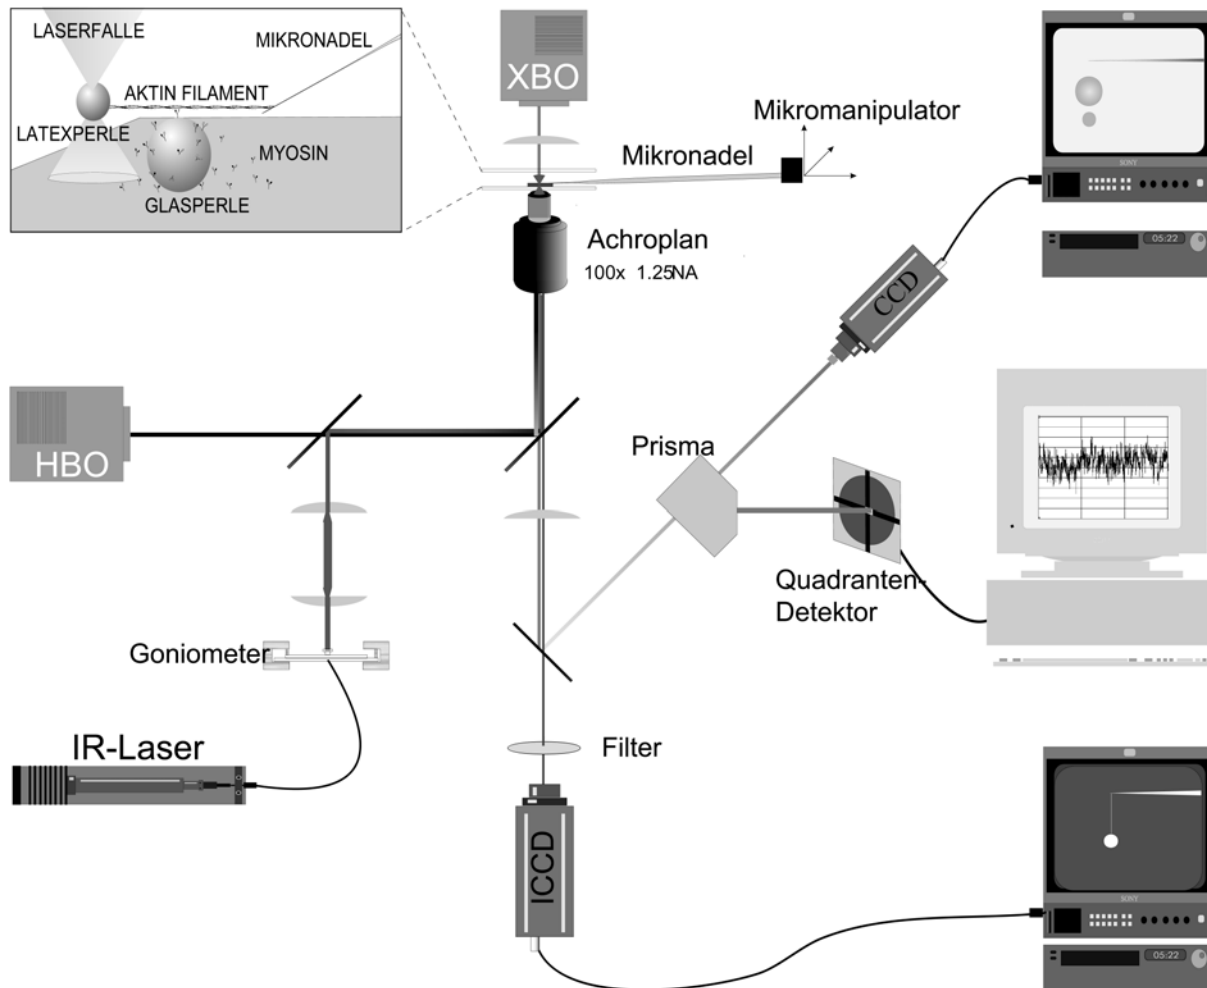 LASERFALLE
MIKRONADEL
AKTIN FILAMENT
LATEXPERLE
MYOSIN
GLASPERLE
XBO
Mikromanipulator
Mikronadel
Achroplan
100x 1.25NA
CCD
SONY
05:22
HBO
Prisma
Quadranten-
Detektor
Goniometer
IR-Laser
Filter
ICCD
SONY
05:22